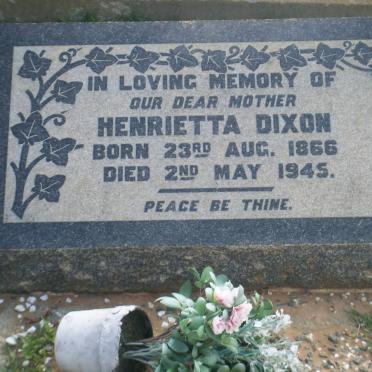 IN LOVING MEMORY OF
OUR DEAR MOTHER
HENRIETTA DIXON
BORN 23RD AUG. 1866
DIED 2ND MAY 1945.
PEACE BE THINE.